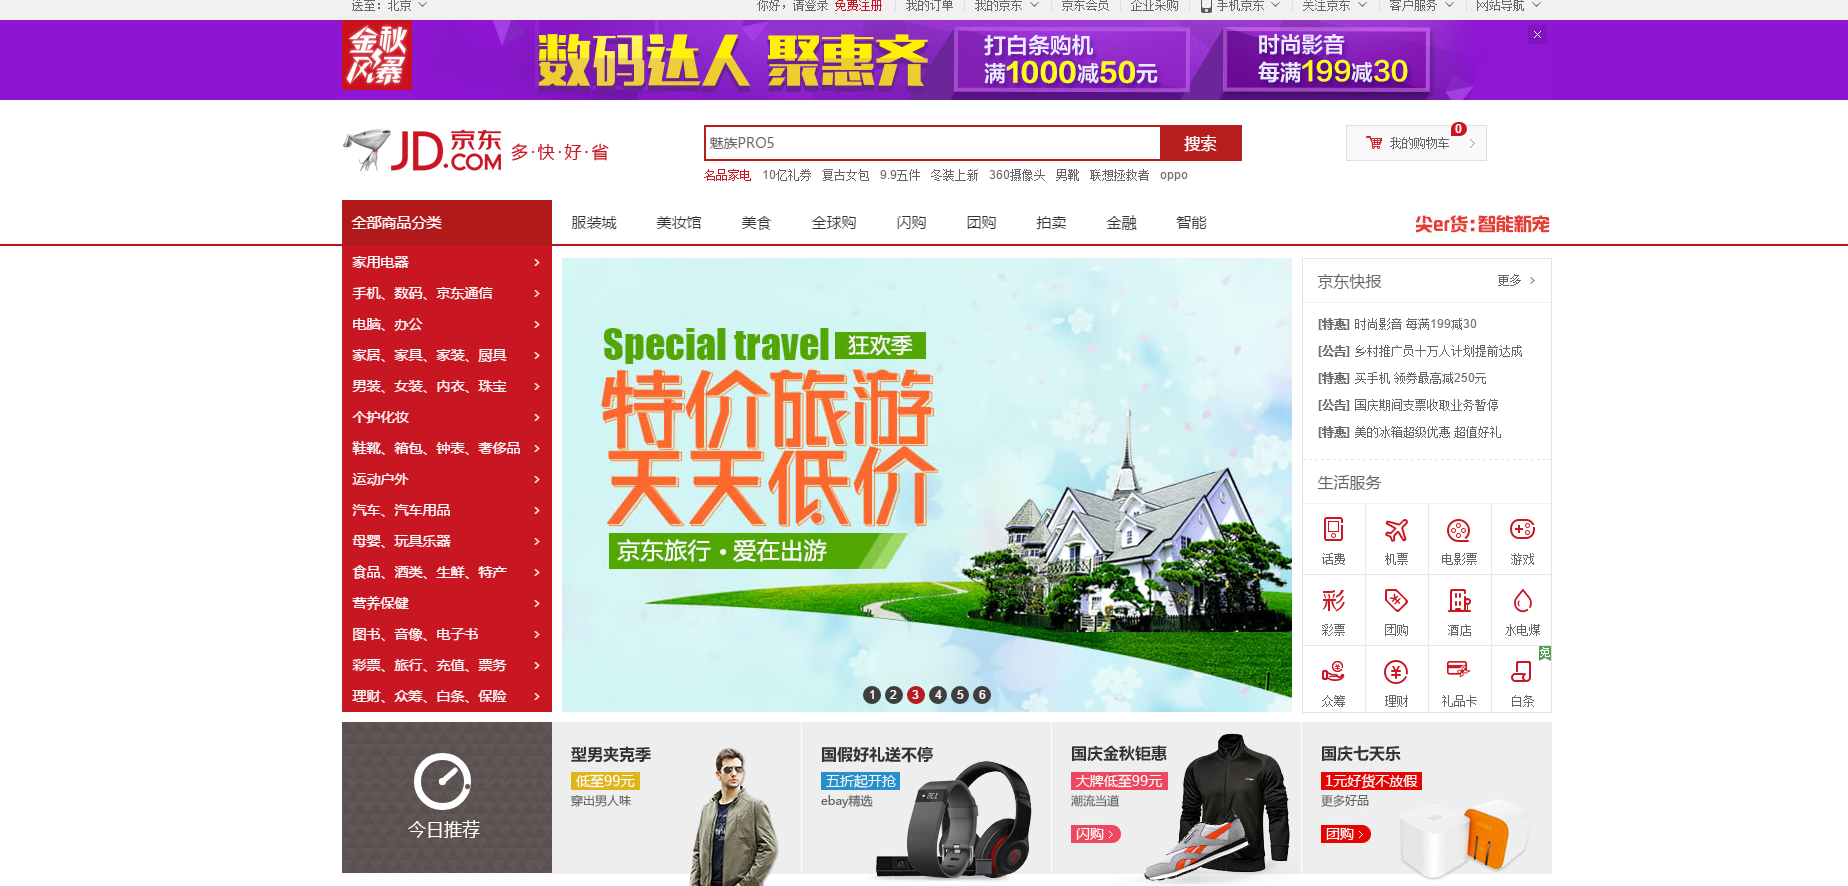 送至：北京
你好，请登录 免费注册 我的订单 我的京东 京东会员 企业采购 手机京东 关注京东 客户服务 网站导航
金秋
风暴
数码达人 聚惠齐
打白条购机
满1000减50元
时尚影音
每满199减30
JD.京东
.COM
多·快·好·省
魅族PRO5
搜索
0
我的购物车
名品家电 10亿礼券 复古女包 9.9五件 冬装上新 360摄像头 男靴 联想拯救者 oppo
全部商品分类
服装城 美妆馆 美食 全球购 闪购 团购 拍卖 金融 智能
尖er货：智能新宠
家用电器
手机、数码、京东通信
电脑、办公
家居、家具、家装、厨具
男装、女装、内衣、珠宝
个护化妆
鞋靴、箱包、钟表、奢侈品
运动户外
汽车、汽车用品
母婴、玩具乐器
食品、酒类、生鲜、特产
营养保健
图书、音像、电子书
彩票、旅行、充值、票务
理财、众筹、白条、保险
Special travel 狂欢季
特价旅游
天天低价
京东旅行·爱在出游
1 2 3 4 5 6
京东快报 更多
[特惠] 时尚影音 每满199减30
[公告] 乡村推广员十万人计划提前达成
[特惠] 买手机 领券最高减250元
[公告] 国庆期间支票收取业务暂停
[特惠] 美的冰箱超级优惠 超值好礼
生活服务
话费 机票 电影票 游戏
彩票 团购 酒店 水电煤
免
众筹 理财 礼品卡 白条
今日推荐
型男夹克季
低至99元
穿出男人味
国假好礼送不停
五折起开抢
ebay精选
国庆金秋钜惠
大牌低至99元
潮流当道
闪购
国庆七天乐
1元好货不放假
更多好品
团购